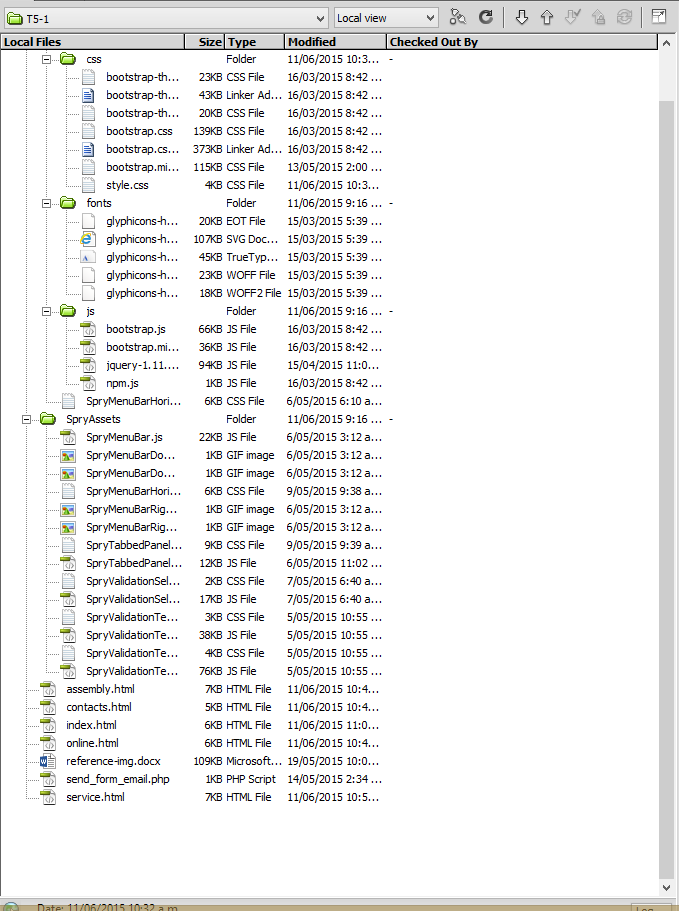 T5-1 Local view
Local Files Size Type Modified Checked Out By
css Folder 11/06/2015 10:3... -
bootstrap-th... 23KB CSS File 16/03/2015 8:42 ...
bootstrap-th... 43KB Linker Ad... 16/03/2015 8:42 ...
bootstrap-th... 20KB CSS File 16/03/2015 8:42 ...
bootstrap.css 139KB CSS File 16/03/2015 8:42 ...
bootstrap.cs... 373KB Linker Ad... 16/03/2015 8:42 ...
bootstrap.mi... 115KB CSS File 13/05/2015 2:00 ...
style.css 4KB CSS File 11/06/2015 10:3...
fonts Folder 11/06/2015 9:16 ... -
glyphicons-h... 20KB EOT File 15/03/2015 5:39 ...
glyphicons-h... 107KB SVG Doc... 15/03/2015 5:39 ...
glyphicons-h... 45KB TrueTyp... 15/03/2015 5:39 ...
glyphicons-h... 23KB WOFF File 15/03/2015 5:39 ...
glyphicons-h... 18KB WOFF2 File 15/03/2015 5:39 ...
js Folder 11/06/2015 9:16 ... -
bootstrap.js 66KB JS File 16/03/2015 8:42 ...
bootstrap.mi... 36KB JS File 16/03/2015 8:42 ...
jquery-1.11.... 94KB JS File 15/04/2015 11:0...
npm.js 1KB JS File 16/03/2015 8:42 ...
SpryMenuBarHori... 6KB CSS File 6/05/2015 6:10 a...
SpryAssets Folder 11/06/2015 9:16 ... -
SpryMenuBar.js 22KB JS File 6/05/2015 3:12 a...
SpryMenuBarDo... 1KB GIF image 6/05/2015 3:12 a...
SpryMenuBarDo... 1KB GIF image 6/05/2015 3:12 a...
SpryMenuBarHori... 6KB CSS File 9/05/2015 9:38 a...
SpryMenuBarRig... 1KB GIF image 6/05/2015 3:12 a...
SpryMenuBarRig... 1KB GIF image 6/05/2015 3:12 a...
SpryTabbedPanel... 9KB CSS File 9/05/2015 9:39 a...
SpryTabbedPanel... 12KB JS File 6/05/2015 11:02 ...
SpryValidationSel... 2KB CSS File 7/05/2015 6:40 a...
SpryValidationSel... 17KB JS File 7/05/2015 6:40 a...
SpryValidationTe... 3KB CSS File 5/05/2015 10:55 ...
SpryValidationTe... 38KB JS File 5/05/2015 10:55 ...
SpryValidationTe... 4KB CSS File 5/05/2015 10:55 ...
SpryValidationTe... 76KB JS File 5/05/2015 10:55 ...
assembly.html 7KB HTML File 11/06/2015 10:4...
contacts.html 5KB HTML File 11/06/2015 10:4...
index.html 6KB HTML File 11/06/2015 11:0...
online.html 6KB HTML File 11/06/2015 10:4...
reference-img.docx 109KB Microsoft... 19/05/2015 10:0...
send_form_email.php 1KB PHP Script 14/05/2015 2:34 ...
service.html 7KB HTML File 11/06/2015 10:5...
Date: 11/06/2015 10:32 a.m.